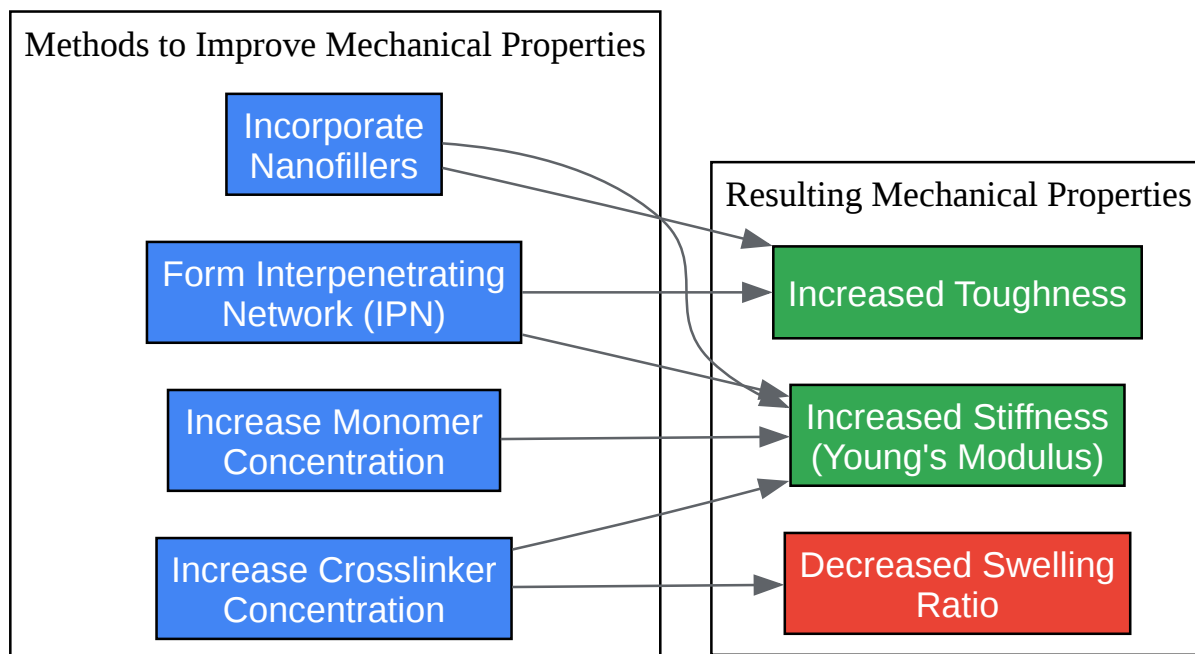 Methods to Improve Mechanical Properties
Incorporate
Nanofillers
Form Interpenetrating
Network (IPN)
Increase Monomer
Concentration
Increase Crosslinker
Concentration
Resulting Mechanical Properties
Increased Toughness
Increased Stiffness
(Young's Modulus)
Decreased Swelling
Ratio